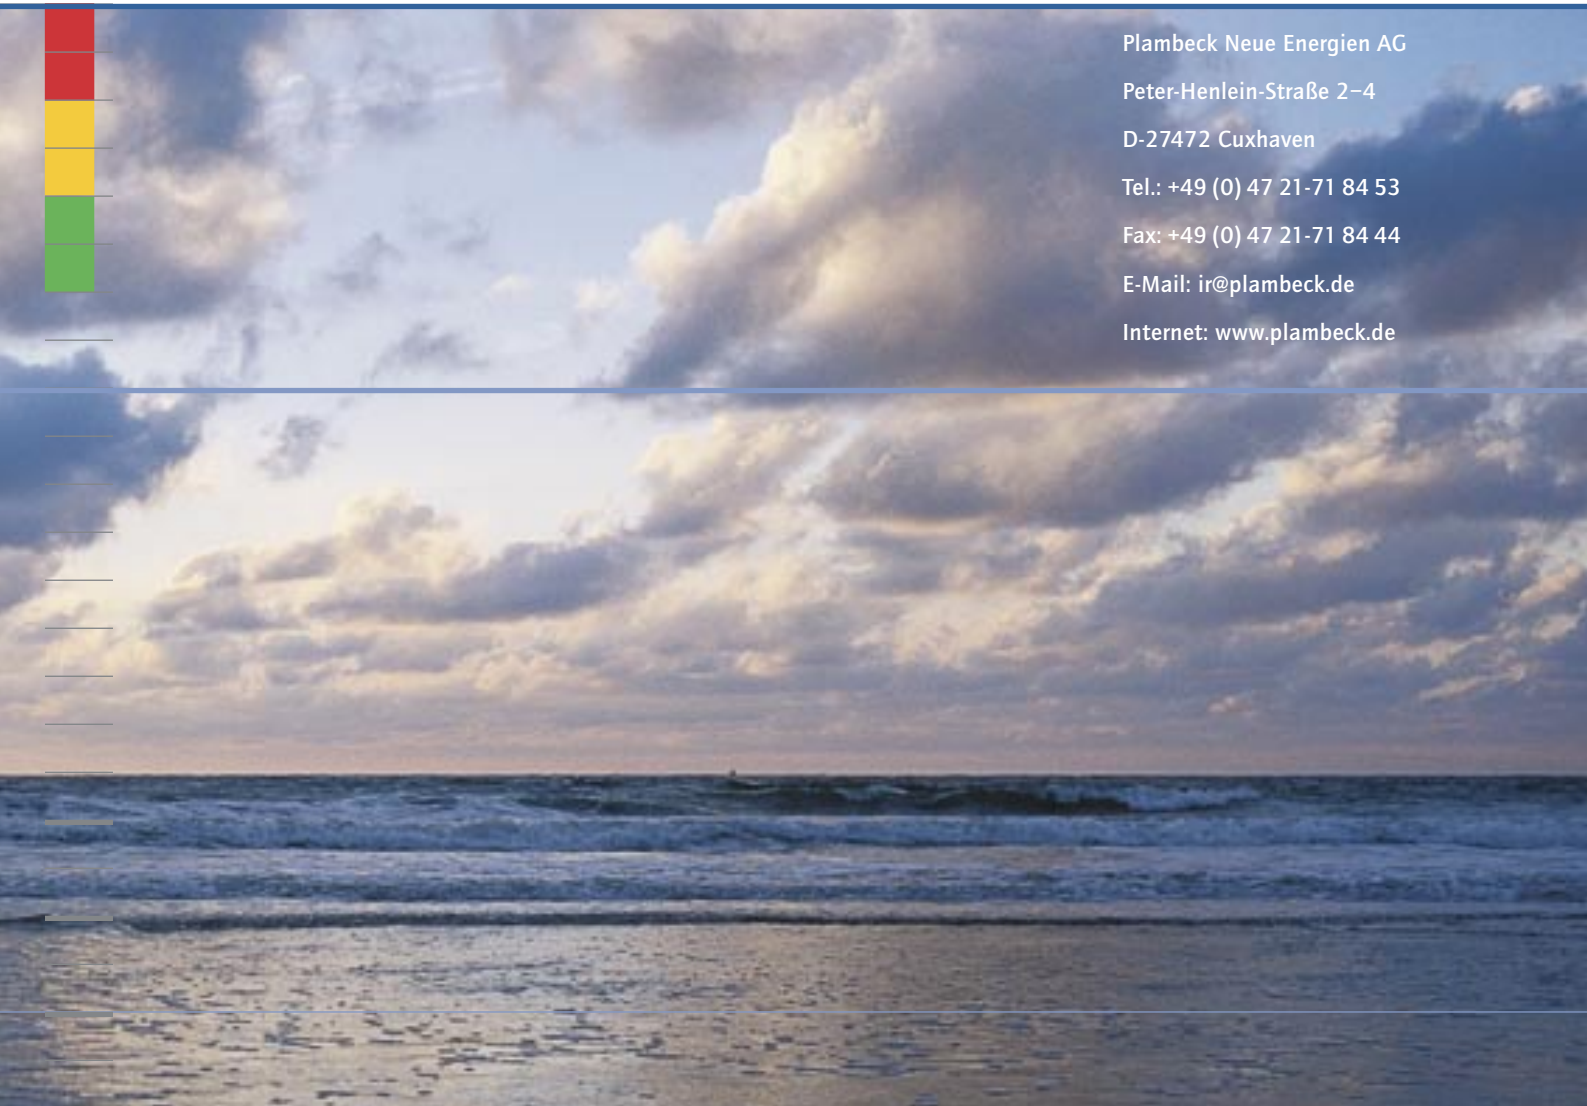 Plambeck Neue Energien AG
Peter-Henlein-Straße 2–4
D-27472 Cuxhaven
Tel.: +49 (0) 47 21-71 84 53
Fax: +49 (0) 47 21-71 84 44
E-Mail: ir@plambeck.de
Internet: www.plambeck.de